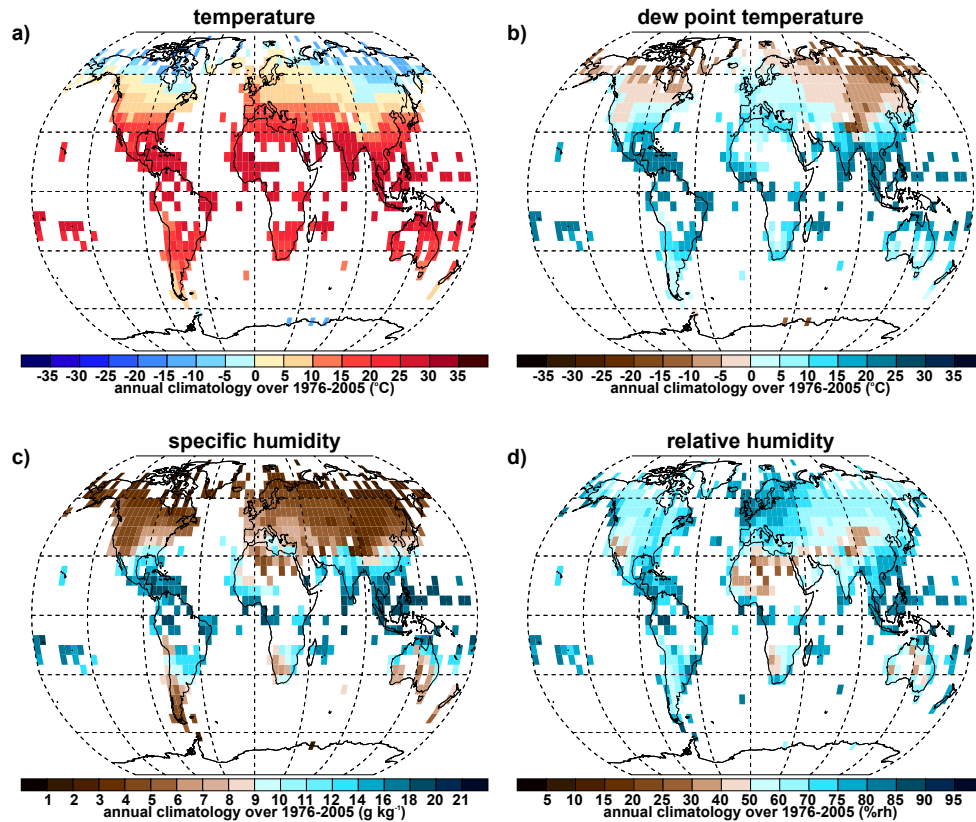 temperature
a)
-35 -30 -25 -20 -15 -10 -5 0 5 10 15 20 25 30 35
annual climatology over 1976-2005 (°C)
dew point temperature
b)
-35 -30 -25 -20 -15 -10 -5 0 5 10 15 20 25 30 35
annual climatology over 1976-2005 (°C)
specific humidity
c)
1 2 3 4 5 6 7 8 9 10 11 12 14 16 18 20 21
annual climatology over 1976-2005 (g kg⁻¹)
relative humidity
d)
5 10 15 20 30 40 50 60 65 70 75 80 85 90 95
annual climatology over 1976-2005 (%rh)